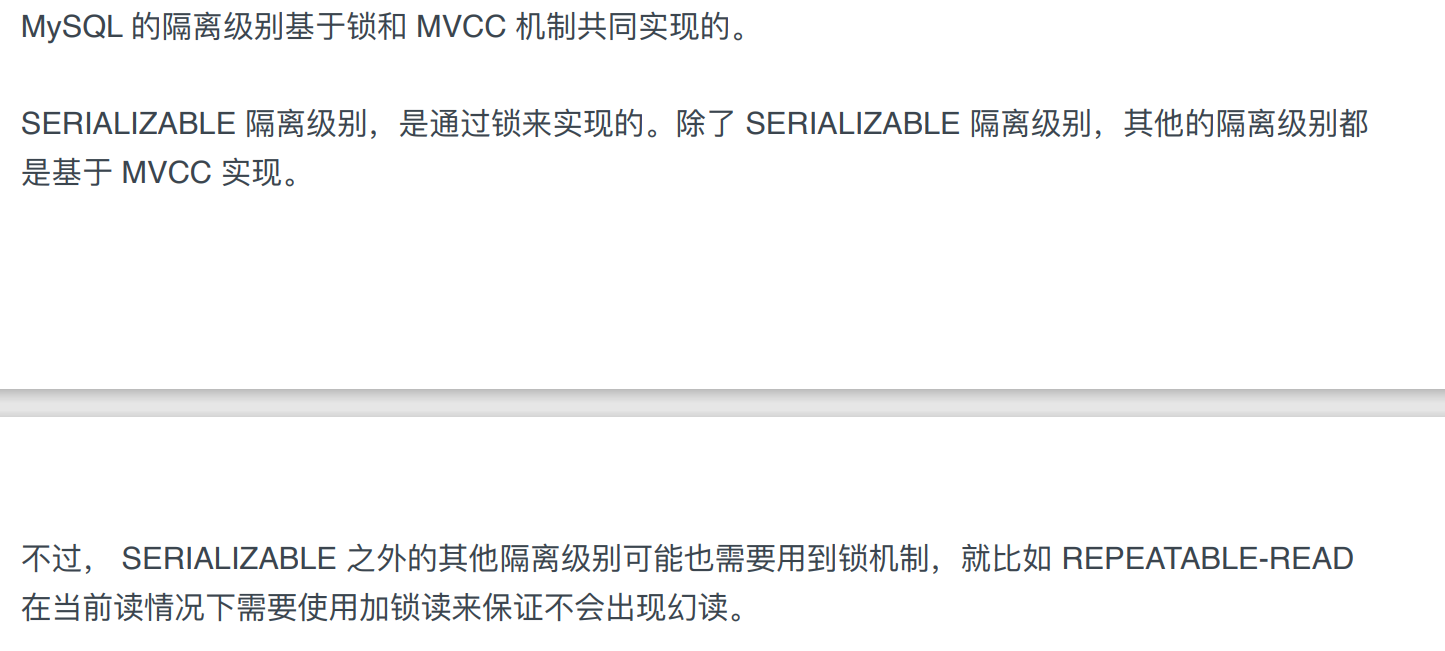 MySQL 的隔离级别基于锁和 MVCC 机制共同实现的。
SERIALIZABLE 隔离级别，是通过锁来实现的。除了 SERIALIZABLE 隔离级别，其他的隔离级别都
是基于 MVCC 实现。
不过， SERIALIZABLE 之外的其他隔离级别可能也需要用到锁机制，就比如 REPEATABLE-READ
在当前读情况下需要使用加锁读来保证不会出现幻读。